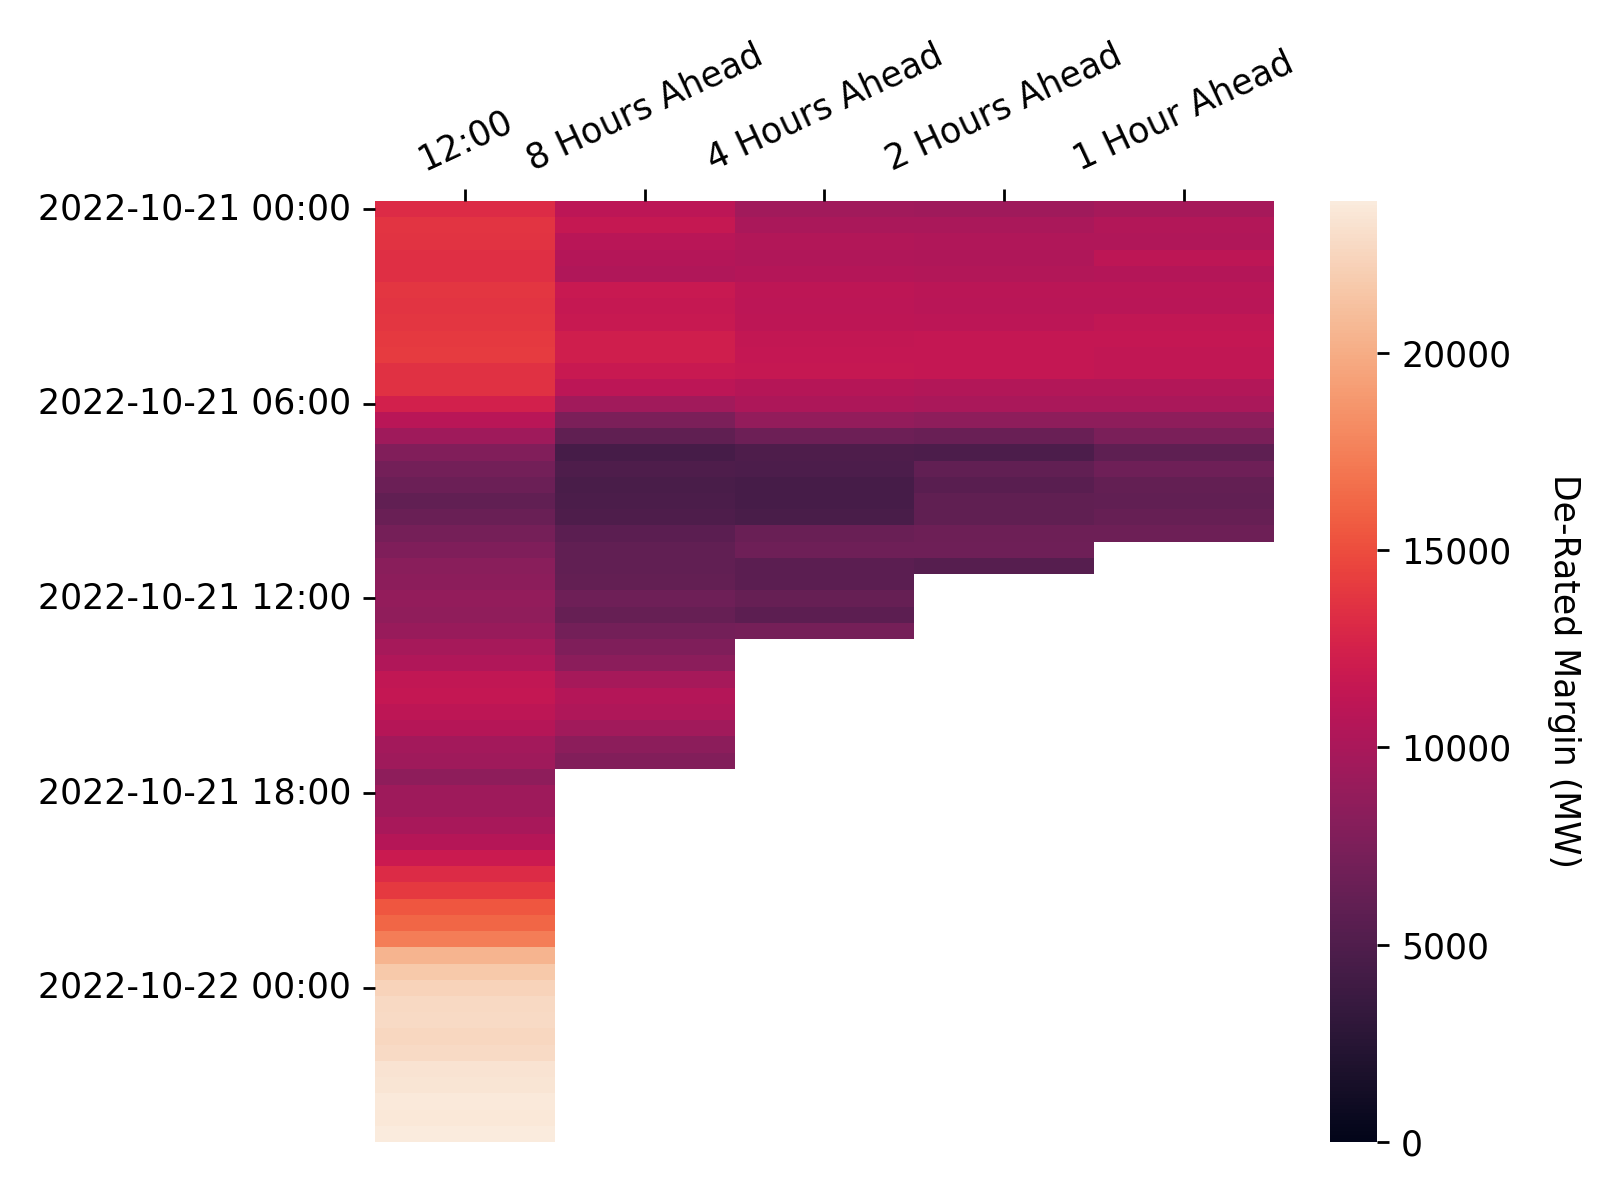 12:00
8 Hours Ahead
4 Hours Ahead
2 Hours Ahead
1 Hour Ahead
2022-10-21 00:00
2022-10-21 06:00
2022-10-21 12:00
2022-10-21 18:00
2022-10-22 00:00
20000
15000
10000
5000
0
De-Rated Margin (MW)